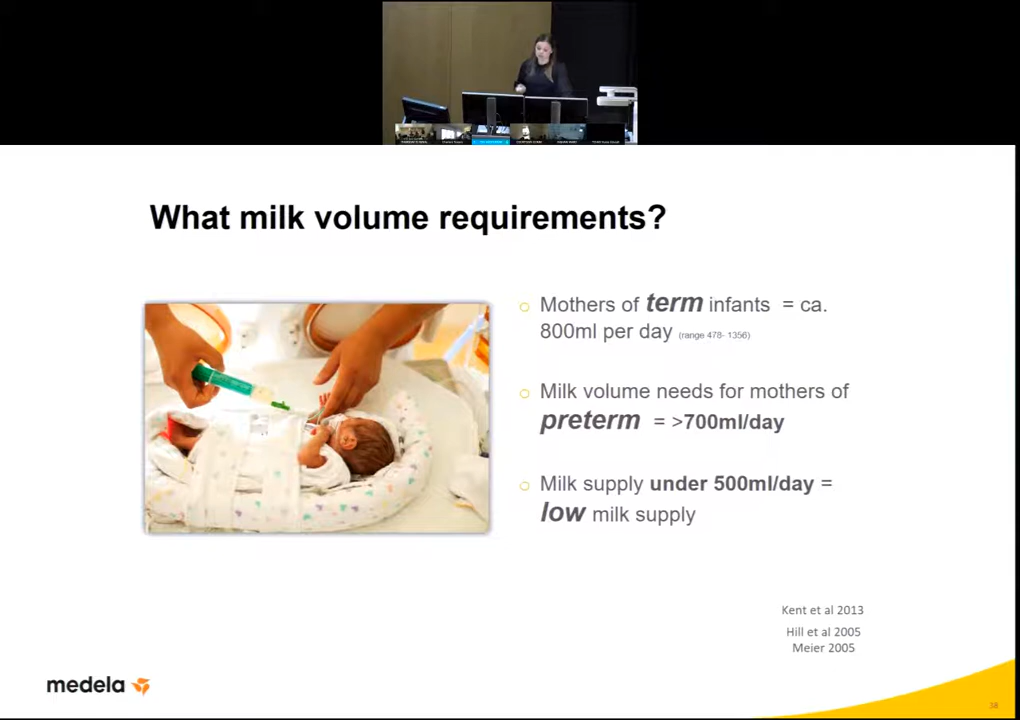 What milk volume requirements?
o Mothers of term infants = ca.
800ml per day (range 478- 1356)
o Milk volume needs for mothers of
preterm = >700ml/day
o Milk supply under 500ml/day =
low milk supply
Kent et al 2013
Hill et al 2005
Meier 2005
medela
38